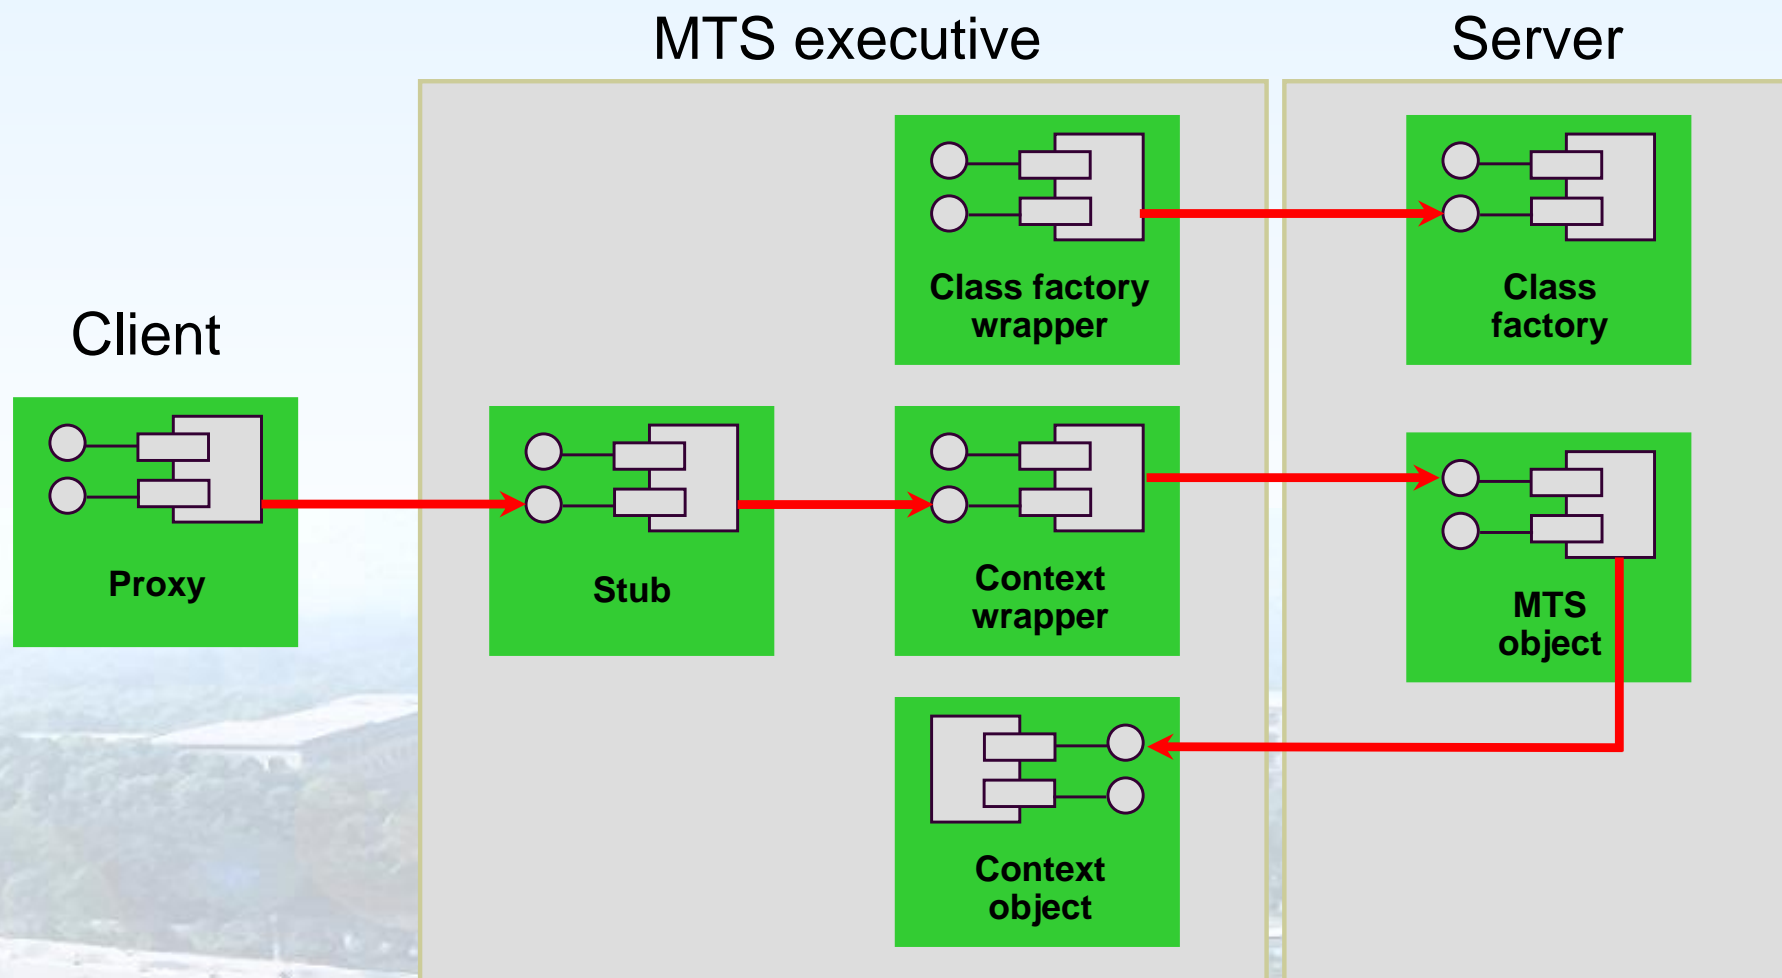 MTS executive
Server
Class factory
wrapper
Class
factory
Client
Proxy
Stub
Context
wrapper
MTS
object
Context
object